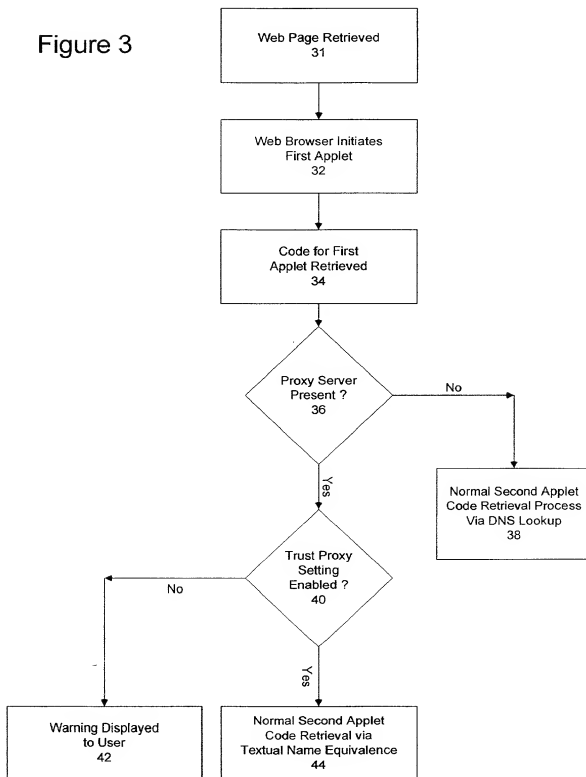 Figure 3
Web Page Retrieved
31
Web Browser Initiates
First Applet
32
Code for First
Applet Retrieved
34
Proxy Server
Present ?
36
No
Yes
Normal Second Applet
Code Retrieval Process
Via DNS Lookup
38
Trust Proxy
Setting
Enabled ?
40
No
Yes
Warning Displayed
to User
42
Normal Second Applet
Code Retrieval via
Textual Name Equivalence
44